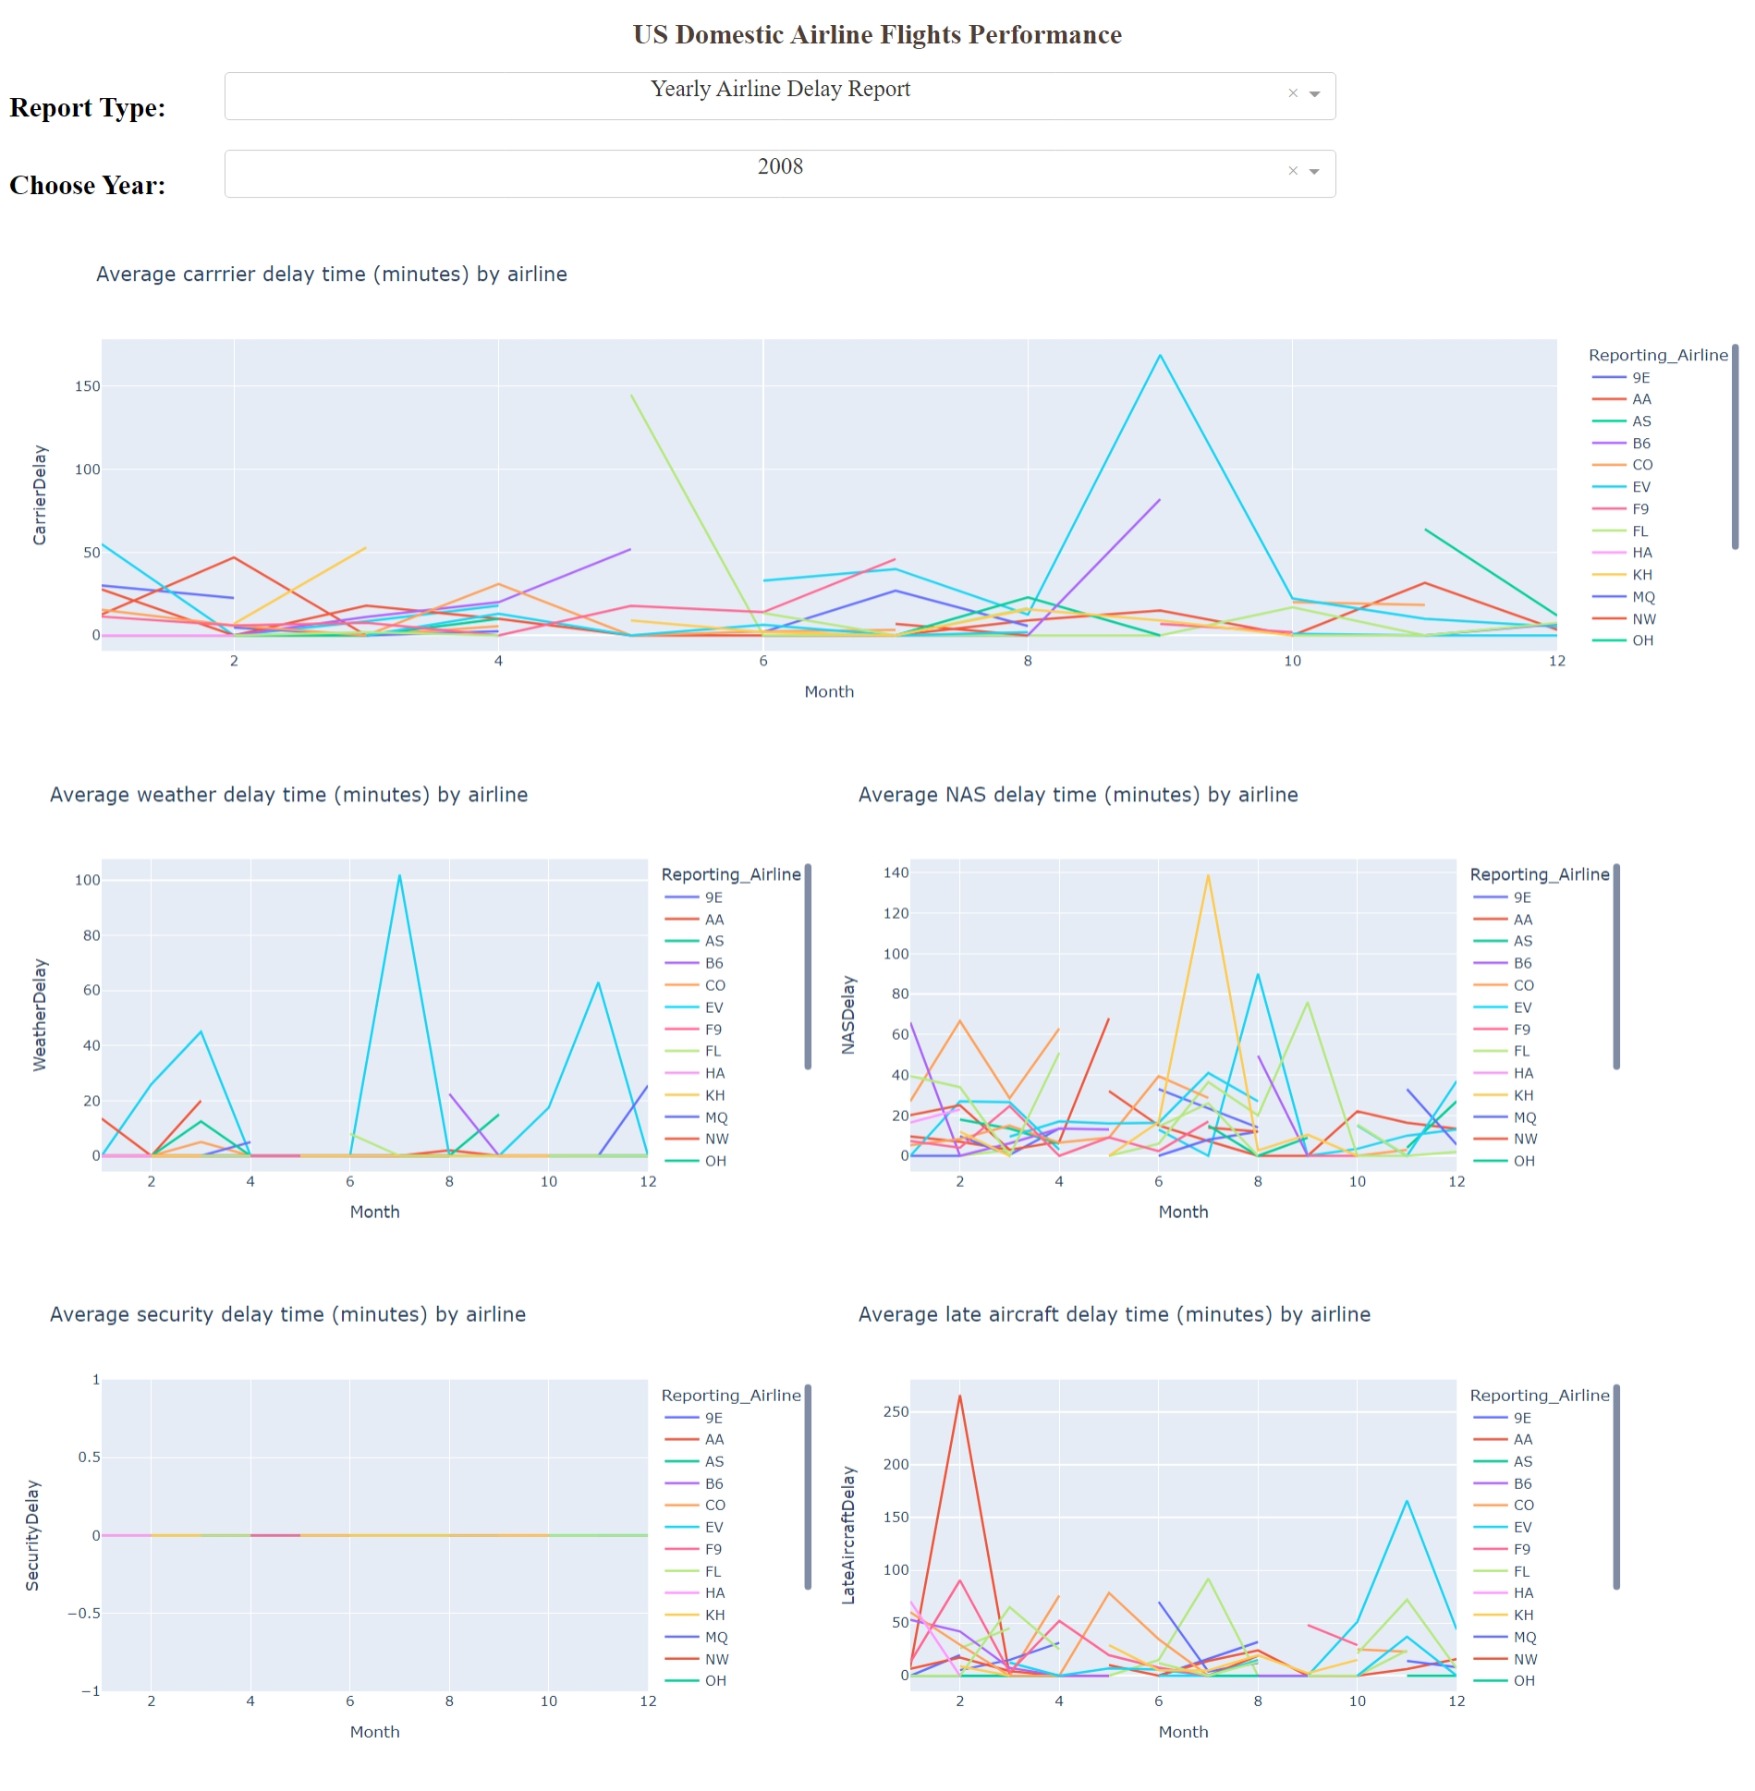 US Domestic Airline Flights Performance
Report Type:
Yearly Airline Delay Report
×
Choose Year:
2008
×
Average carrrier delay time (minutes) by airline
CarrierDelay
150
100
50
0
2 4 6 8 10 12
Month
Reporting_Airline
9E
AA
AS
B6
CO
EV
F9
FL
HA
KH
MQ
NW
OH
Average weather delay time (minutes) by airline
WeatherDelay
100
80
60
40
20
0
2 4 6 8 10 12
Month
Reporting_Airline
9E
AA
AS
B6
CO
EV
F9
FL
HA
KH
MQ
NW
OH
Average NAS delay time (minutes) by airline
NASDelay
140
120
100
80
60
40
20
0
2 4 6 8 10 12
Month
Reporting_Airline
9E
AA
AS
B6
CO
EV
F9
FL
HA
KH
MQ
NW
OH
Average security delay time (minutes) by airline
SecurityDelay
1
0.5
0
−0.5
−1
2 4 6 8 10 12
Month
Reporting_Airline
9E
AA
AS
B6
CO
EV
F9
FL
HA
KH
MQ
NW
OH
Average late aircraft delay time (minutes) by airline
LateAircraftDelay
250
200
150
100
50
0
2 4 6 8 10 12
Month
Reporting_Airline
9E
AA
AS
B6
CO
EV
F9
FL
HA
KH
MQ
NW
OH